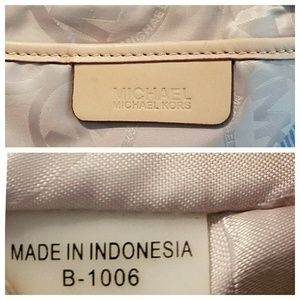 MICHAEL
MICHAEL KORS
MADE IN INDONESIA
B-1006